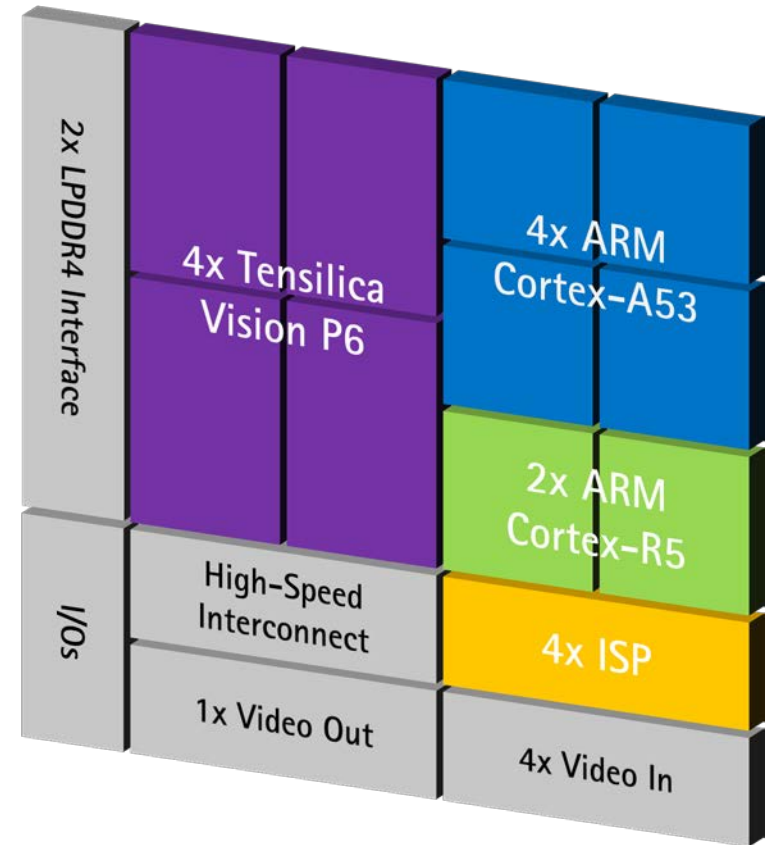 2x LPDDR4 Interface
4x Tensilica
Vision P6
4x ARM
Cortex-A53
2x ARM
Cortex-R5
I/Os
High-Speed
Interconnect
4x ISP
1x Video Out
4x Video In